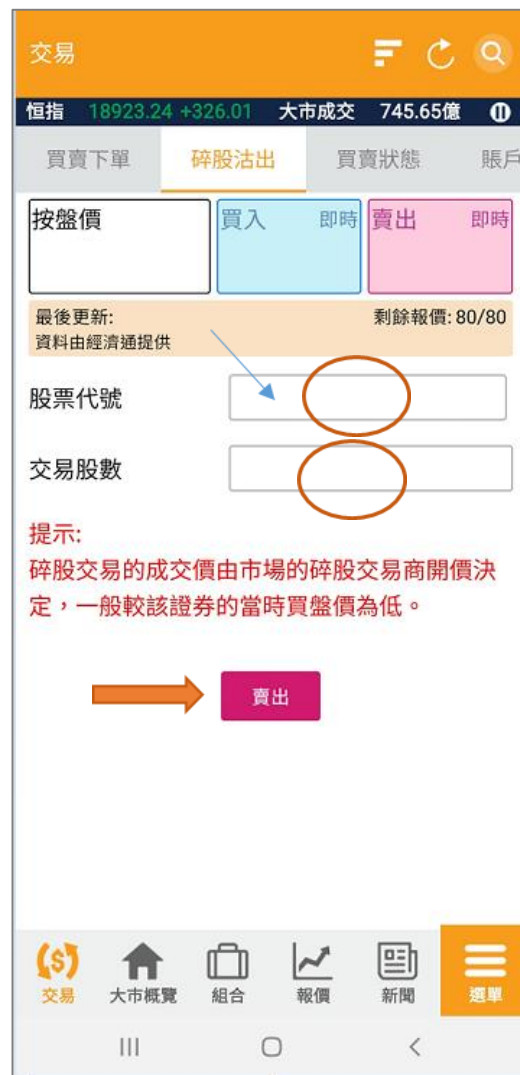 交易
恒指 18923.24 +326.01 大市成交 745.65億
買賣下單 碎股沽出 買賣狀態 賬戶
按盤價 買入 即時 賣出 即時
最後更新: 剩餘報價: 80/80
資料由經濟通提供
股票代號
交易股數
提示:
碎股交易的成交價由市場的碎股交易商開價決
定，一般較該證券的當時買盤價為低。
賣出
交易 大市概覽 組合 報價 新聞 選單